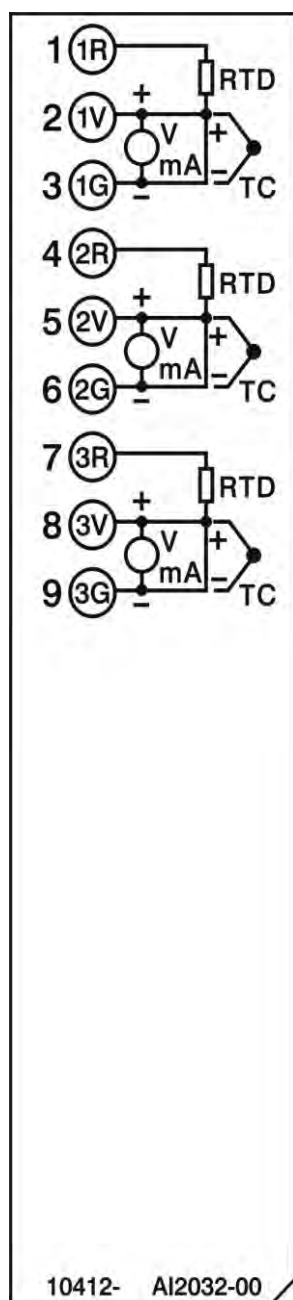 1 1R
RTD
2 1V + V +
mA
3 1G - - TC
4 2R
RTD
5 2V + V +
mA
6 2G - - TC
7 3R
RTD
8 3V + V +
mA
9 3G - - TC
10412- AI2032-00